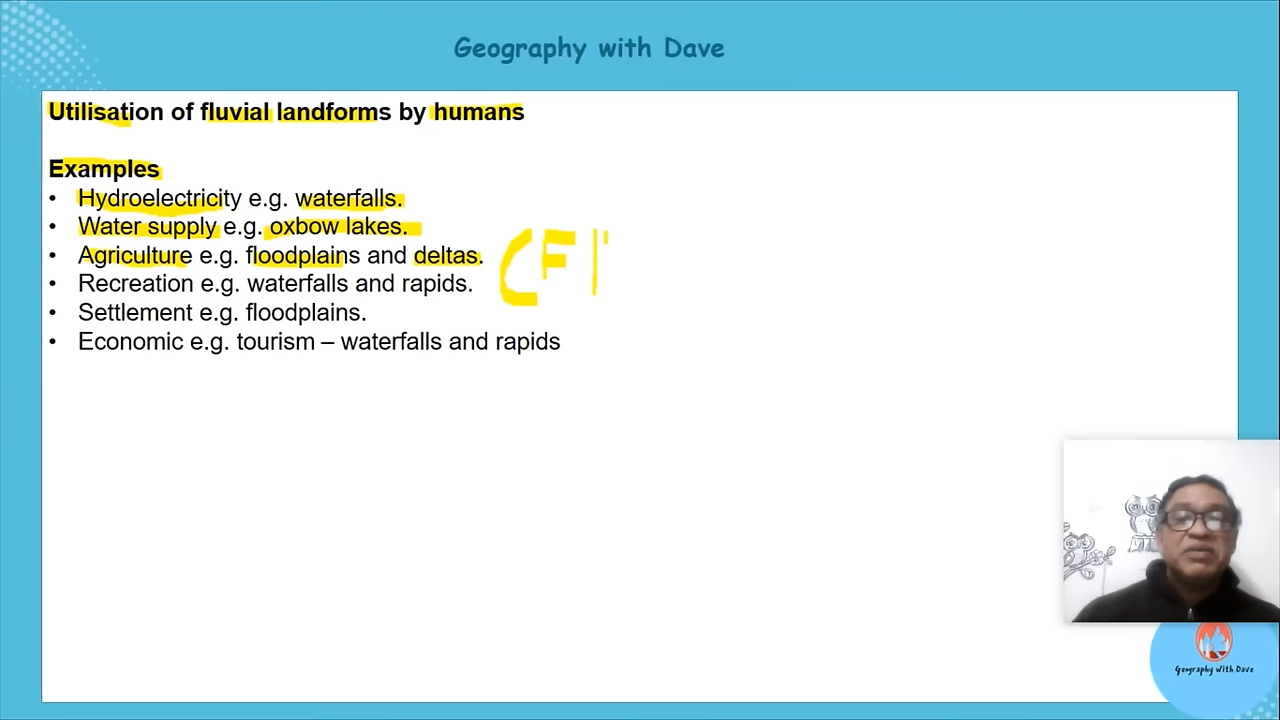 Geography with Dave
Utilisation of fluvial landforms by humans
Examples
• Hydroelectricity e.g. waterfalls.
• Water supply e.g. oxbow lakes.
• Agriculture e.g. floodplains and deltas.
• Recreation e.g. waterfalls and rapids.
• Settlement e.g. floodplains.
• Economic e.g. tourism – waterfalls and rapids
Geography with Dave